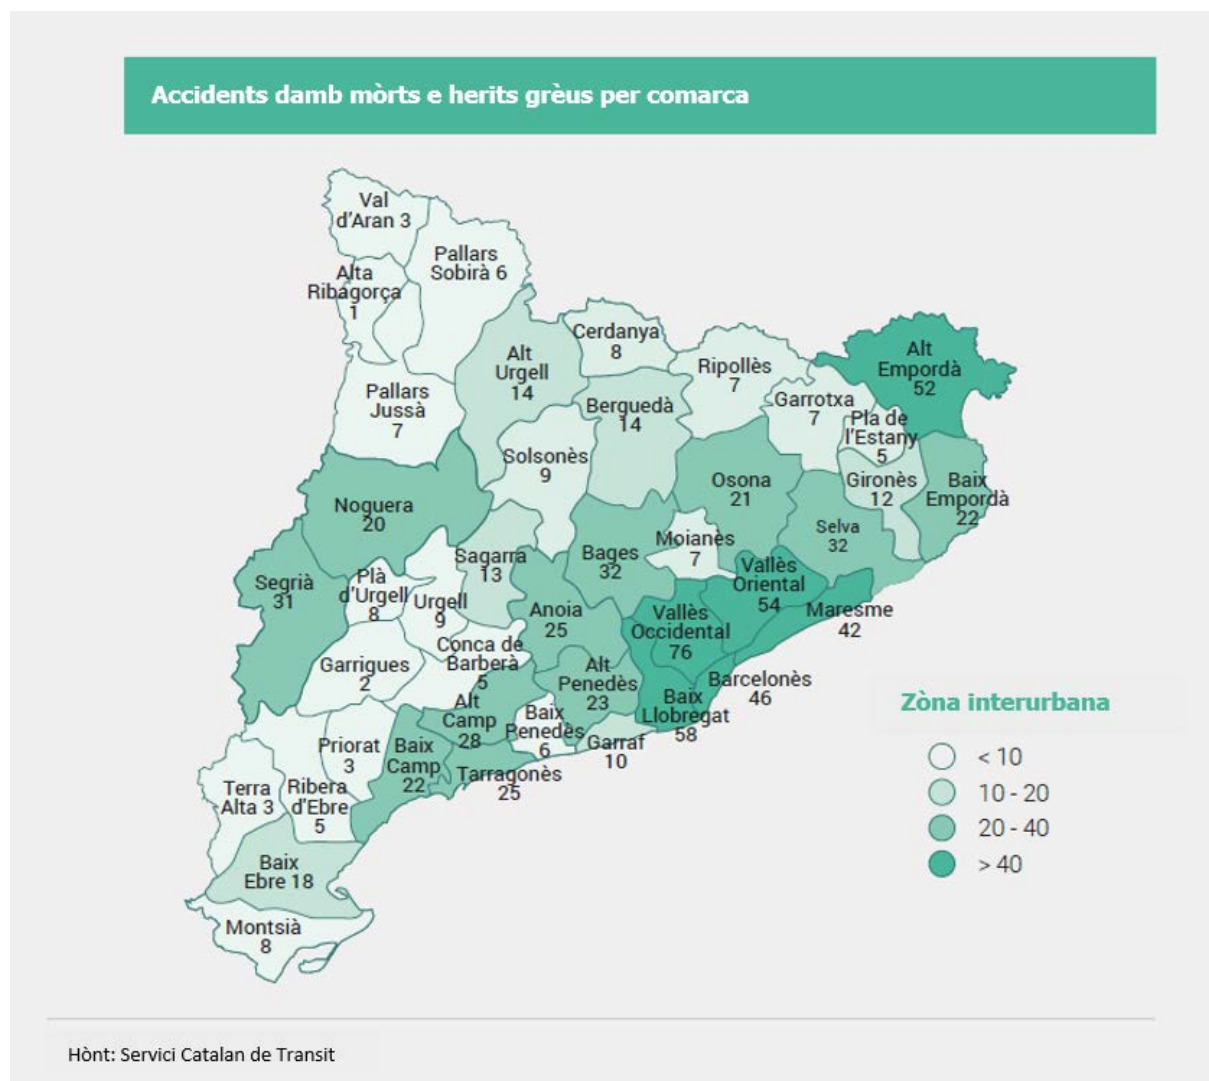 Accidents damb mòrts e herits grèus per comarca
Val
d'Aran 3
Pallars
Sobirà 6
Alta
Ribagorça
1
Cerdanya
8
Alt
Urgell
14
Ripollès
7
Alt
Empordà
52
Pallars
Jussà
7
Berguedà
14
Garrotxa
7
Pla de
l'Estany
5
Solsonès
9
Osona
21
Gironès
12
Baix
Empordà
22
Noguera
20
Selva
32
Moianès
7
Bages
32
Sagarra
13
Vallès
Oriental
54
Segrià
31
Plà
d'Urgell
8
Urgell
9
Anoia
25
Vallès
Occidental
76
Maresme
42
Conca de
Barberà
5
Garrigues
2
Alt
Penedès
23
Barcelonès
46
Baix
Llobregat
58
Alt
Camp
28
Baix
Penedès
6
Garraf
10
Priorat
3
Baix
Camp
22
Tarragonès
25
Terra
Alta 3
Ribera
d'Ebre
5
Baix
Ebre 18
Montsià
8
Zòna interurbana
< 10
10 - 20
20 - 40
> 40
Hònt: Servici Catalan de Transit